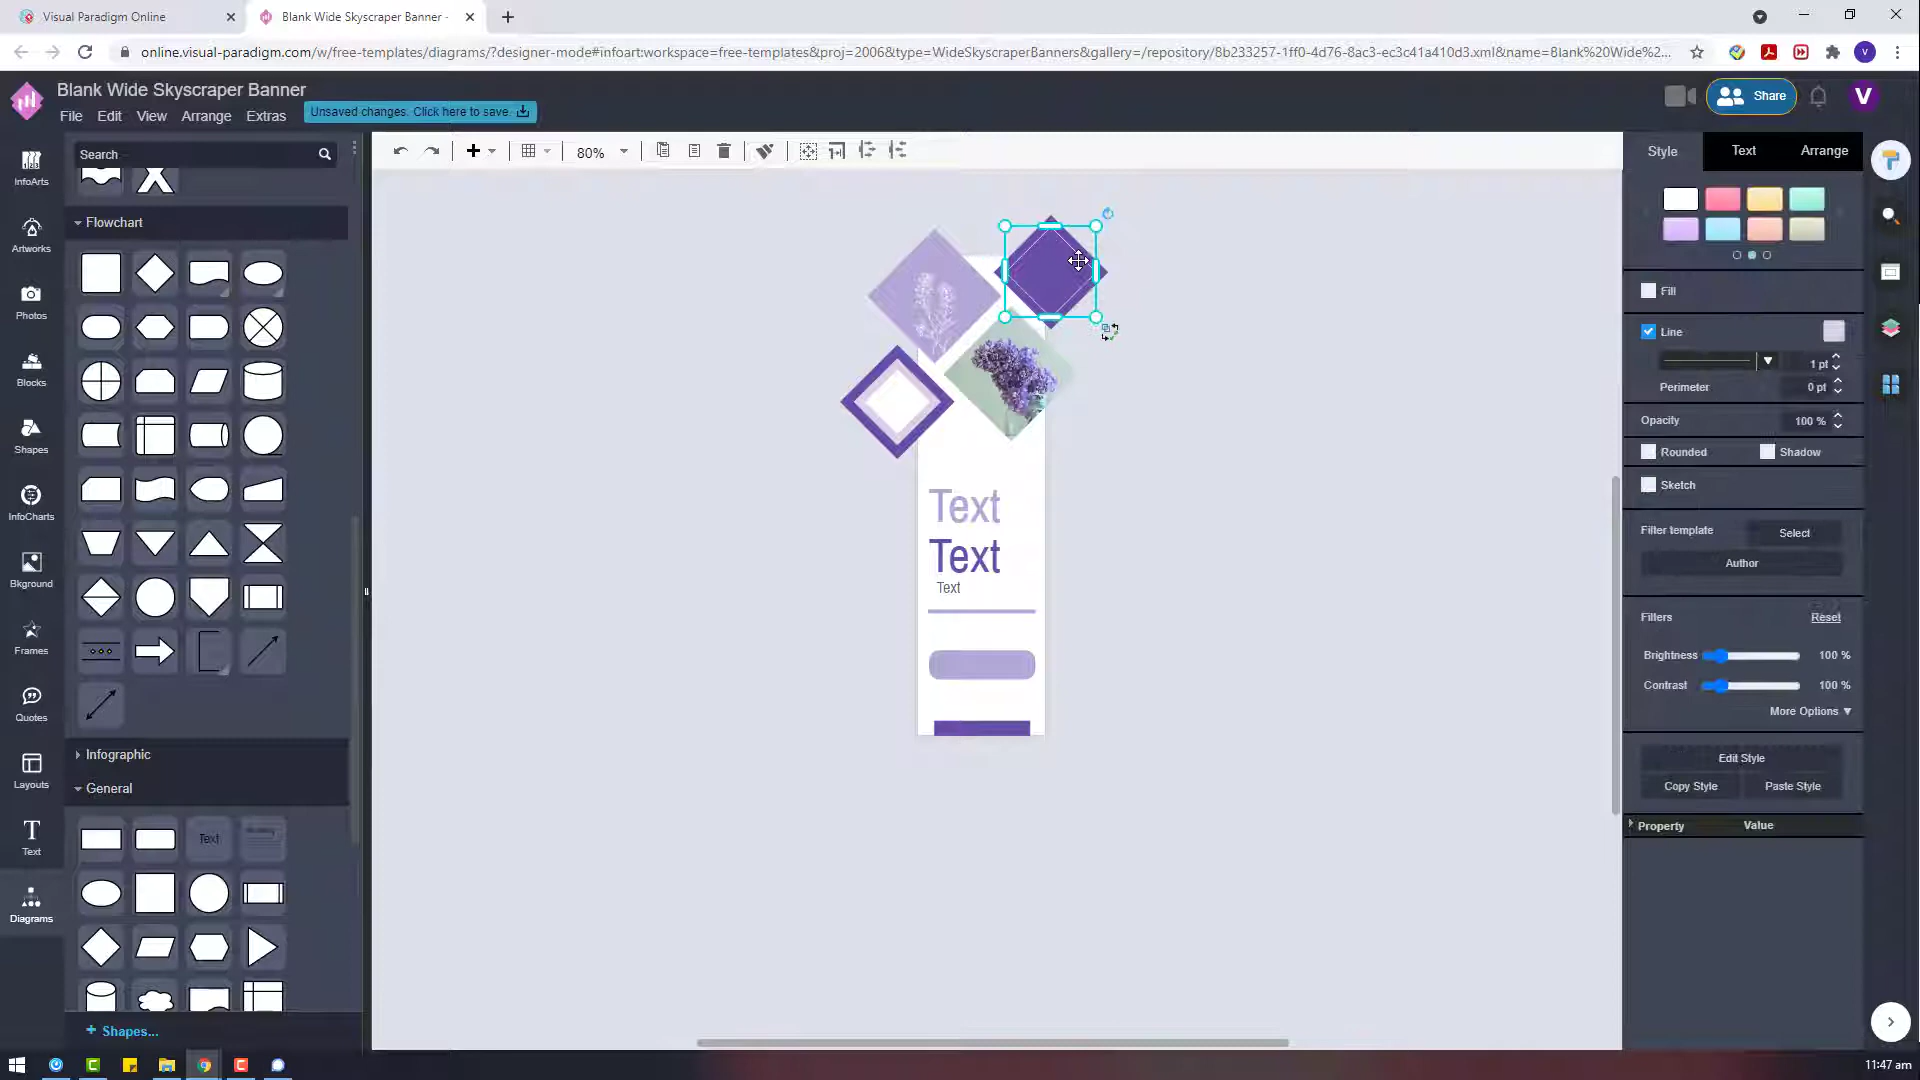 Visual Paradigm Online
Blank Wide Skyscraper Banner -
online.visual-paradigm.com/w/free-templates/diagrams/?designer-mode#infoart:workspace=free-templates&proj=2006&type=WideSkyscraperBanners&gallery=/repository/8b233257-1ff0-4d76-8ac3-ec3c41a410d3.xml&name=Blank%20Wide%2...
V
Blank Wide Skyscraper Banner
File Edit View Arrange Extras
Unsaved changes. Click here to save.
Share
V
InfoArts
Artworks
Photos
Icons
Blocks
Shapes
InfoCharts
Bkground
Frames
Quotes
Layouts
Text
Diagrams
Search
Flowchart
Infographic
General
Text
Heading
+ Shapes...
80%
Text
Text
Text
Style Text Arrange
Fill
Line
1 pt
Perimeter 0 pt
Opacity 100 %
Rounded Shadow
Sketch
Filter template Select
Author
Filters Reset
Brightness 100 %
Contrast 100 %
More Options
Edit Style
Copy Style Paste Style
Property Value
11:47 am